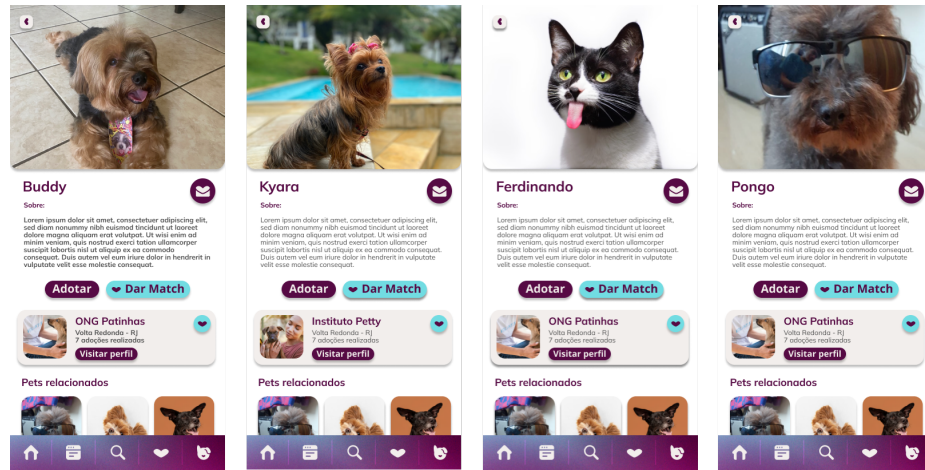 Buddy
Sobre:
Lorem ipsum dolor sit amet, consectetuer adipiscing elit,
sed diam nonummy nibh euismod tincidunt ut laoreet
dolore magna aliquam erat volutpat. Ut wisi enim ad
minim veniam, quis nostrud exerci tation ullamcorper
suscipit lobortis nisl ut aliquip ex ea commodo
consequat. Duis autem vel eum iriure dolor in hendrerit in
vulputate velit esse molestie consequat.
Adotar
Dar Match
ONG Patinhas
Volta Redonda - RJ
7 adoções realizadas
Visitar perfil
Pets relacionados
Kyara
Sobre:
Lorem ipsum dolor sit amet, consectetuer adipiscing elit,
sed diam nonummy nibh euismod tincidunt ut laoreet
dolore magna aliquam erat volutpat. Ut wisi enim ad
minim veniam, quis nostrud exerci tation ullamcorper
suscipit lobortis nisl ut aliquip ex ea commodo consequat.
Duis autem vel eum iriure dolor in hendrerit in vulputate
velit esse molestie consequat.
Adotar
Dar Match
Instituto Petty
Volta Redonda - RJ
7 adoções realizadas
Visitar perfil
Pets relacionados
Ferdinando
Sobre:
Lorem ipsum dolor sit amet, consectetuer adipiscing elit,
sed diam nonummy nibh euismod tincidunt ut laoreet
dolore magna aliquam erat volutpat. Ut wisi enim ad
minim veniam, quis nostrud exerci tation ullamcorper
suscipit lobortis nisl ut aliquip ex ea commodo consequat.
Duis autem vel eum iriure dolor in hendrerit in vulputate
velit esse molestie consequat.
Adotar
Dar Match
ONG Patinhas
Volta Redonda - RJ
7 adoções realizadas
Visitar perfil
Pets relacionados
Pongo
Sobre:
Lorem ipsum dolor sit amet, consectetuer adipiscing elit,
sed diam nonummy nibh euismod tincidunt ut laoreet
dolore magna aliquam erat volutpat. Ut wisi enim ad
minim veniam, quis nostrud exerci tation ullamcorper
suscipit lobortis nisl ut aliquip ex ea commodo consequat.
Duis autem vel eum iriure dolor in hendrerit in vulputate
velit esse molestie consequat.
Adotar
Dar Match
ONG Patinhas
Volta Redonda - RJ
7 adoções realizadas
Visitar perfil
Pets relacionados